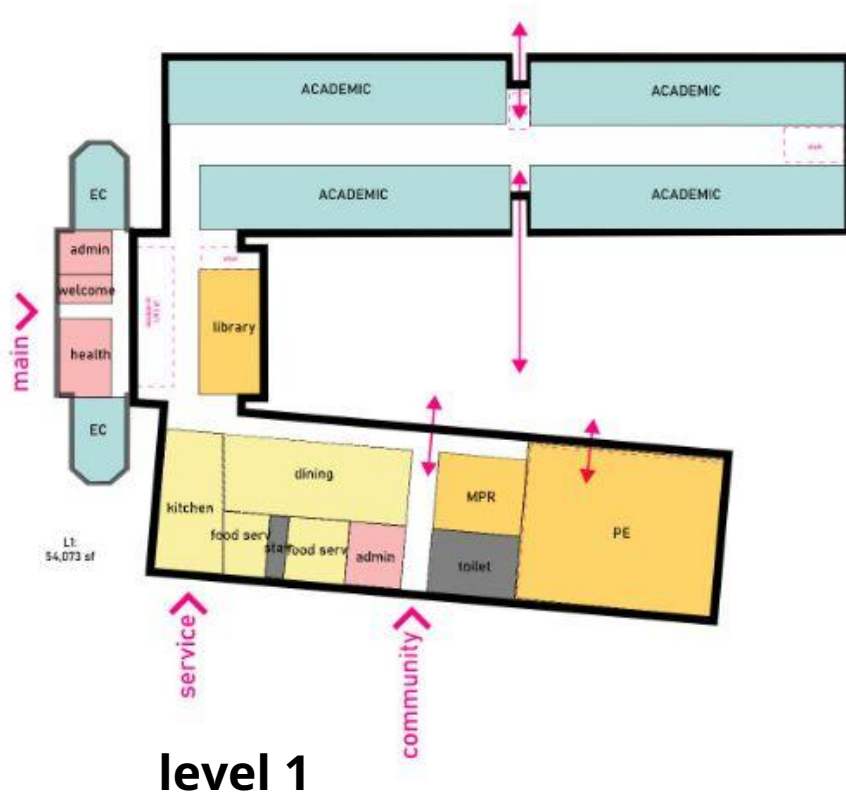 ACADEMIC
ACADEMIC
EC
ACADEMIC
ACADEMIC
admin
welcome
main
library
health
EC
dining
kitchen
MPR
PE
food serv
food serv
admin
toilet
L1:
54,073 sf
service
community
level 1